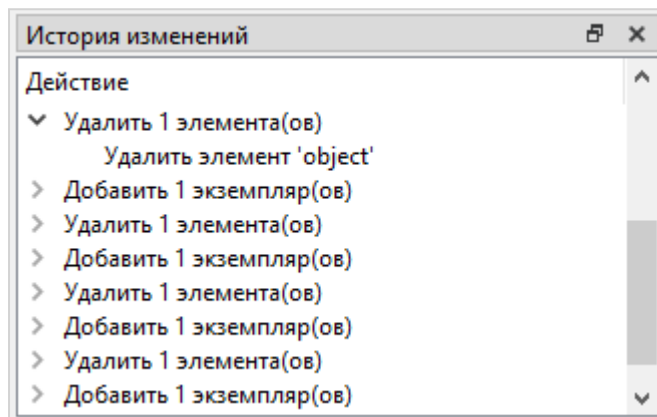 История изменений
Действие
Удалить 1 элемента(ов)
Удалить элемент 'object'
Добавить 1 экземпляр(ов)
Удалить 1 элемента(ов)
Добавить 1 экземпляр(ов)
Удалить 1 элемента(ов)
Добавить 1 экземпляр(ов)
Удалить 1 элемента(ов)
Добавить 1 экземпляр(ов)